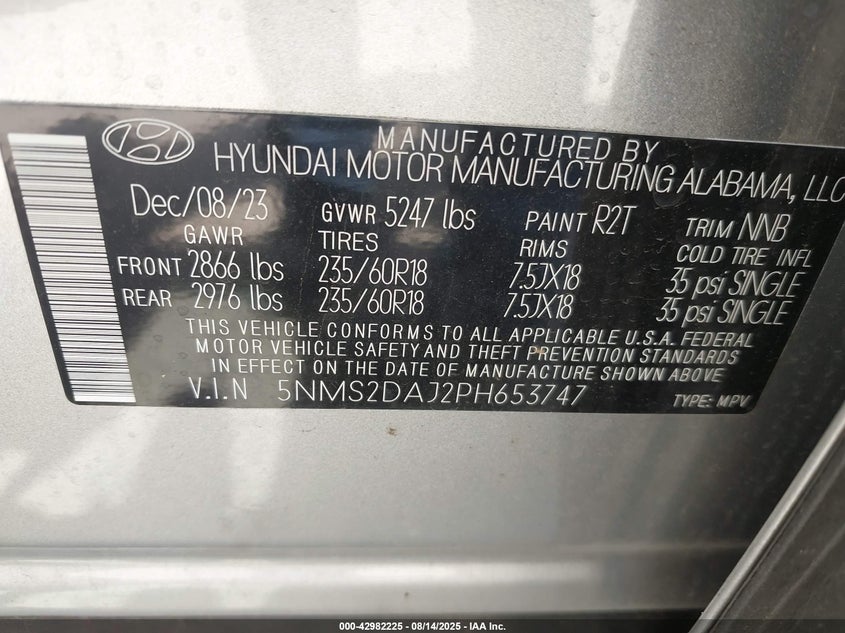 MANUFACTURED BY
HYUNDAI MOTOR MANUFACTURING ALABAMA, LLC
Dec/08/23 GVWR 5247 lbs PAINT R2T TRIM NNB
GAWR TIRES RIMS COLD TIRE INFL
FRONT 2866 lbs 235/60R18 7.5JX18 35 psi SINGLE
REAR 2976 lbs 235/60R18 7.5JX18 35 psi SINGLE
THIS VEHICLE CONFORMS TO ALL APPLICABLE U.S.A. FEDERAL
MOTOR VEHICLE SAFETY AND THEFT PREVENTION STANDARDS
IN EFFECT ON THE DATE OF MANUFACTURE SHOWN ABOVE
V.I.N 5NMS2DAJ2PH653747 TYPE: MPV
000-42982225 - 08/14/2025 - IAA Inc.